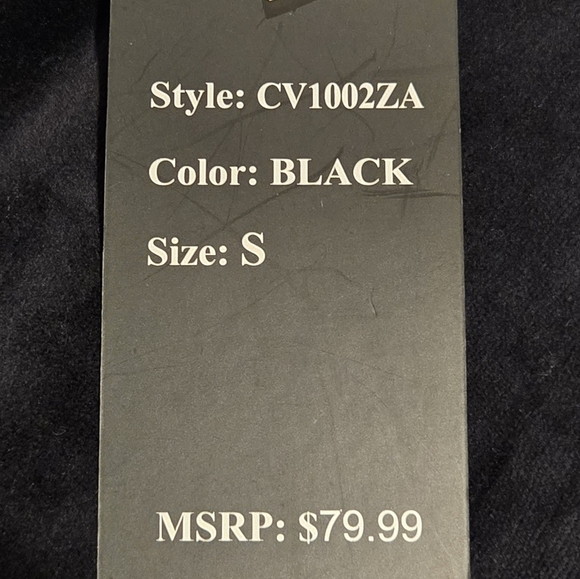 Style: CV1002ZA
Color: BLACK
Size: S
MSRP: $79.99